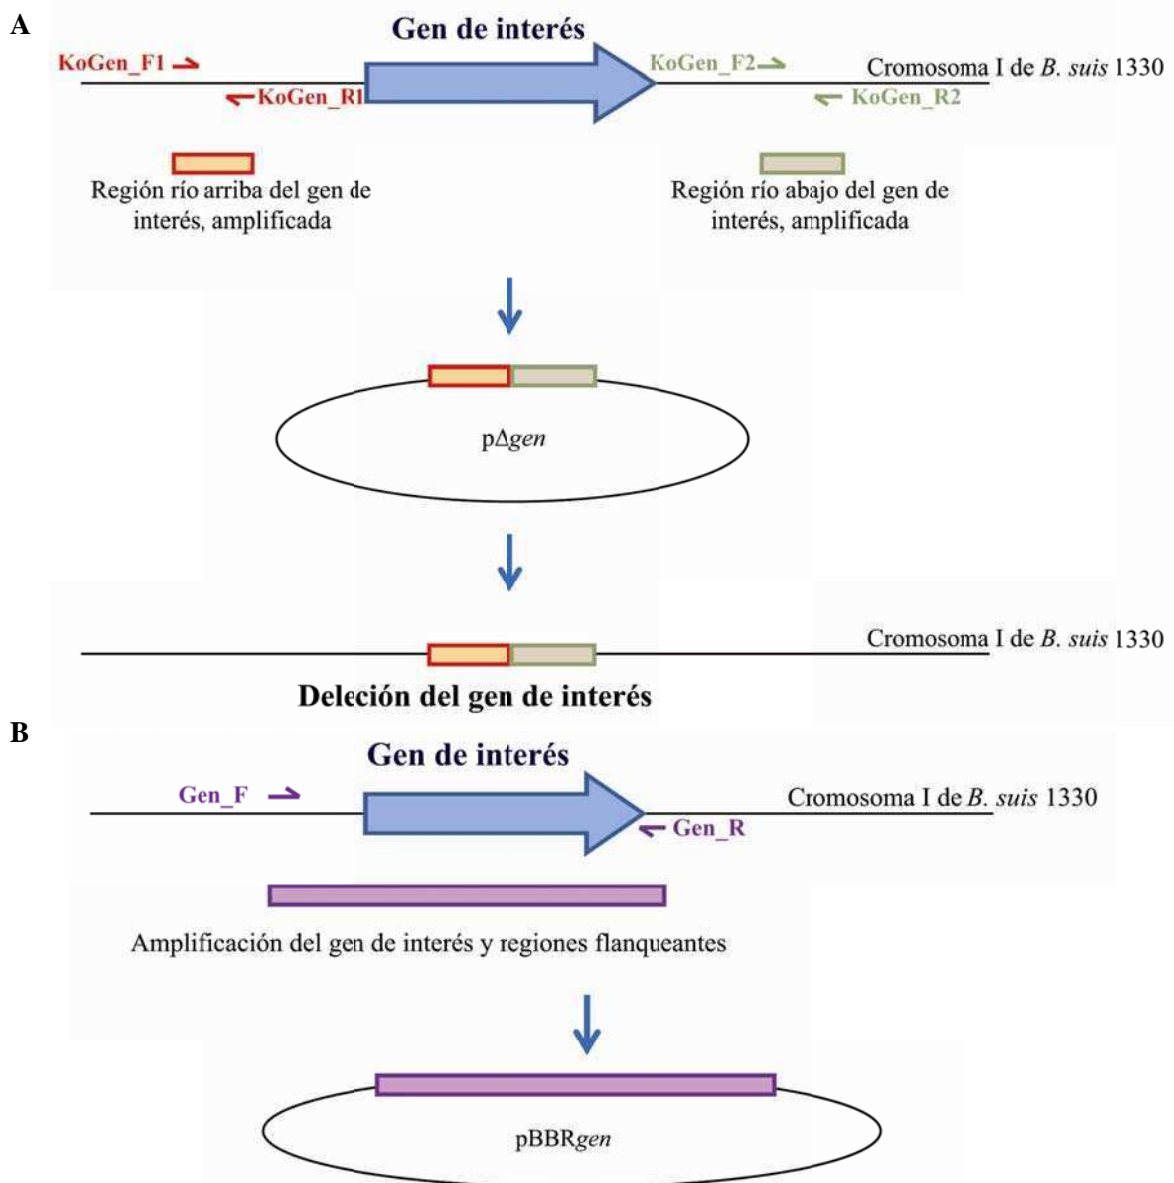 A
Gen de interés
KoGen_F1
KoGen_F2
Cromosoma I de B. suis 1330
KoGen_R1
KoGen_R2
Región río arriba del gen de
interés, amplificada
Región río abajo del gen de
interés, amplificada
pΔgen
Cromosoma I de B. suis 1330
Deleción del gen de interés
B
Gen de interés
Gen_F
Cromosoma I de B. suis 1330
Gen_R
Amplificación del gen de interés y regiones flanqueantes
pBBRgen